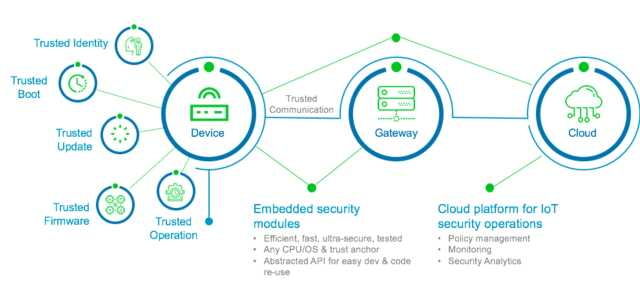 Trusted Identity
Trusted
Boot
Trusted
Update
Trusted
Firmware
Trusted
Operation
Device
Trusted
Communication
Gateway
Cloud
Embedded security
modules
• Efficient, fast, ultra-secure, tested
• Any CPU/OS & trust anchor
• Abstracted API for easy dev & code
re-use
Cloud platform for IoT
security operations
• Policy management
• Monitoring
• Security Analytics